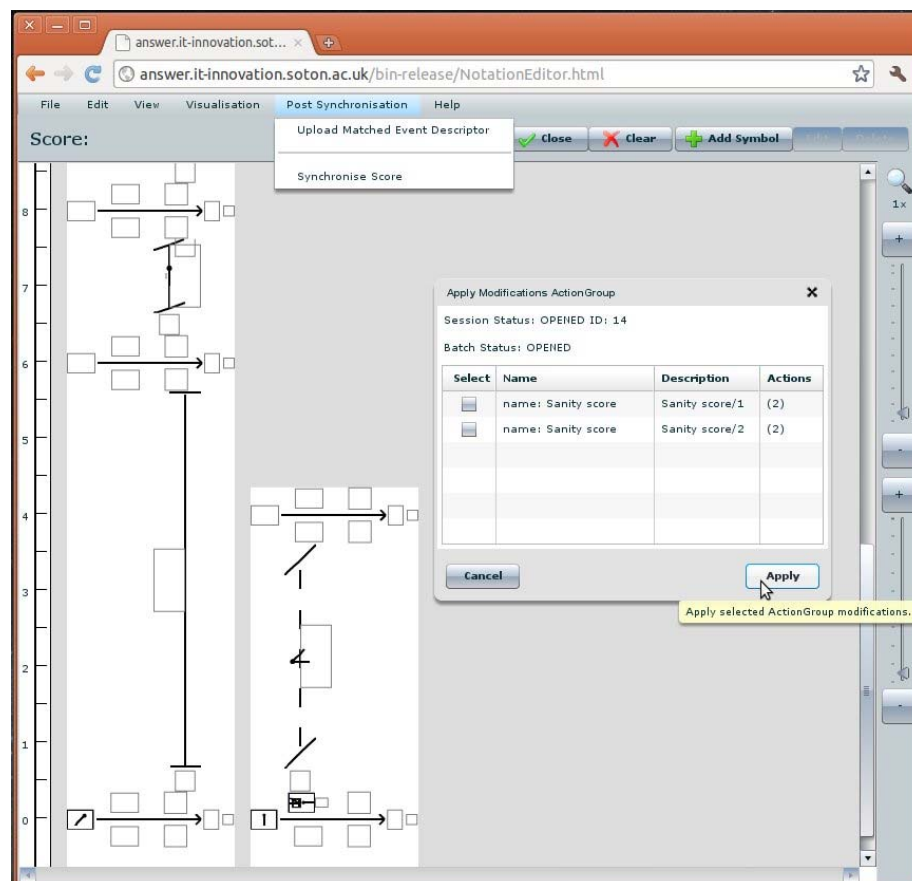 answer.it-innovation.sot...
answer.it-innovation.soton.ac.uk/bin-release/NotationEditor.html
File Edit View Visualisation Post Synchronisation Help
Upload Matched Event Descriptor
Synchronise Score
Score:
Close Clear Add Symbol Edit Delete
1x
+
-
+
-
8
7
6
5
4
3
2
1
0
Apply Modifications ActionGroup
Session Status: OPENED ID: 14
Batch Status: OPENED
Select Name Description Actions
name: Sanity score Sanity score/1 (2)
name: Sanity score Sanity score/2 (2)
Cancel Apply
Apply selected ActionGroup modifications.